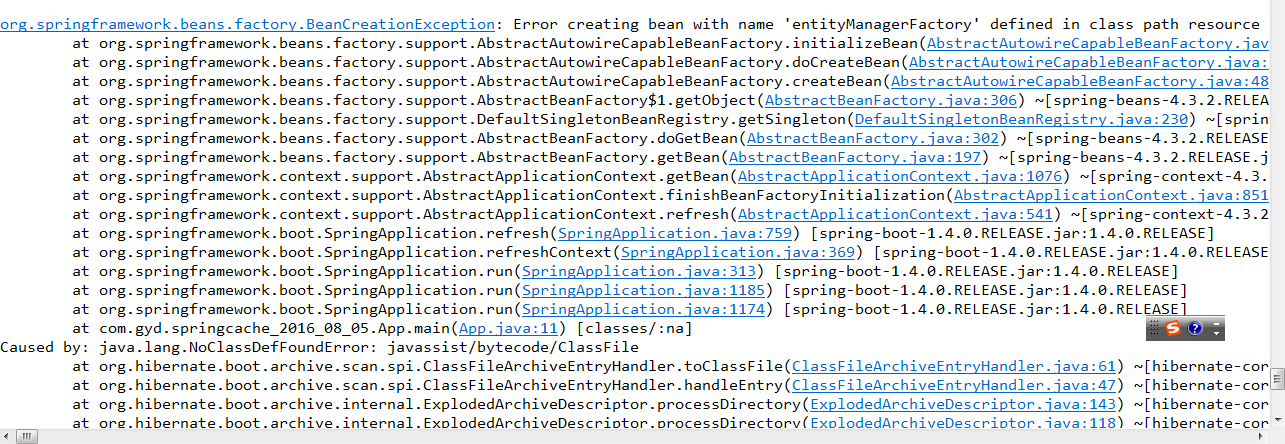 org.springframework.beans.factory.BeanCreationException: Error creating bean with name 'entityManagerFactory' defined in class path resource
at org.springframework.beans.factory.support.AbstractAutowireCapableBeanFactory.initializeBean(AbstractAutowireCapableBeanFactory.jav
at org.springframework.beans.factory.support.AbstractAutowireCapableBeanFactory.doCreateBean(AbstractAutowireCapableBeanFactory.java:
at org.springframework.beans.factory.support.AbstractAutowireCapableBeanFactory.createBean(AbstractAutowireCapableBeanFactory.java:48
at org.springframework.beans.factory.support.AbstractBeanFactory$1.getObject(AbstractBeanFactory.java:306) ~[spring-beans-4.3.2.RELEA
at org.springframework.beans.factory.support.DefaultSingletonBeanRegistry.getSingleton(DefaultSingletonBeanRegistry.java:230) ~[sprin
at org.springframework.beans.factory.support.AbstractBeanFactory.doGetBean(AbstractBeanFactory.java:302) ~[spring-beans-4.3.2.RELEASE
at org.springframework.beans.factory.support.AbstractBeanFactory.getBean(AbstractBeanFactory.java:197) ~[spring-beans-4.3.2.RELEASE.j
at org.springframework.context.support.AbstractApplicationContext.getBean(AbstractApplicationContext.java:1076) ~[spring-context-4.3.
at org.springframework.context.support.AbstractApplicationContext.finishBeanFactoryInitialization(AbstractApplicationContext.java:851
at org.springframework.context.support.AbstractApplicationContext.refresh(AbstractApplicationContext.java:541) ~[spring-context-4.3.2
at org.springframework.boot.SpringApplication.refresh(SpringApplication.java:759) [spring-boot-1.4.0.RELEASE.jar:1.4.0.RELEASE]
at org.springframework.boot.SpringApplication.refreshContext(SpringApplication.java:369) [spring-boot-1.4.0.RELEASE.jar:1.4.0.RELEASE
at org.springframework.boot.SpringApplication.run(SpringApplication.java:313) [spring-boot-1.4.0.RELEASE.jar:1.4.0.RELEASE]
at org.springframework.boot.SpringApplication.run(SpringApplication.java:1185) [spring-boot-1.4.0.RELEASE.jar:1.4.0.RELEASE]
at org.springframework.boot.SpringApplication.run(SpringApplication.java:1174) [spring-boot-1.4.0.RELEASE.jar:1.4.0.RELEASE]
at com.gyd.springcache_2016_08_05.App.main(App.java:11) [classes/:na]
Caused by: java.lang.NoClassDefFoundError: javassist/bytecode/ClassFile
at org.hibernate.boot.archive.scan.spi.ClassFileArchiveEntryHandler.toClassFile(ClassFileArchiveEntryHandler.java:61) ~[hibernate-cor
at org.hibernate.boot.archive.scan.spi.ClassFileArchiveEntryHandler.handleEntry(ClassFileArchiveEntryHandler.java:47) ~[hibernate-cor
at org.hibernate.boot.archive.internal.ExplodedArchiveDescriptor.processDirectory(ExplodedArchiveDescriptor.java:143) ~[hibernate-cor
at org.hibernate.boot.archive.internal.ExplodedArchiveDescriptor.processDirectory(ExplodedArchiveDescriptor.java:118) ~[hibernate-cor